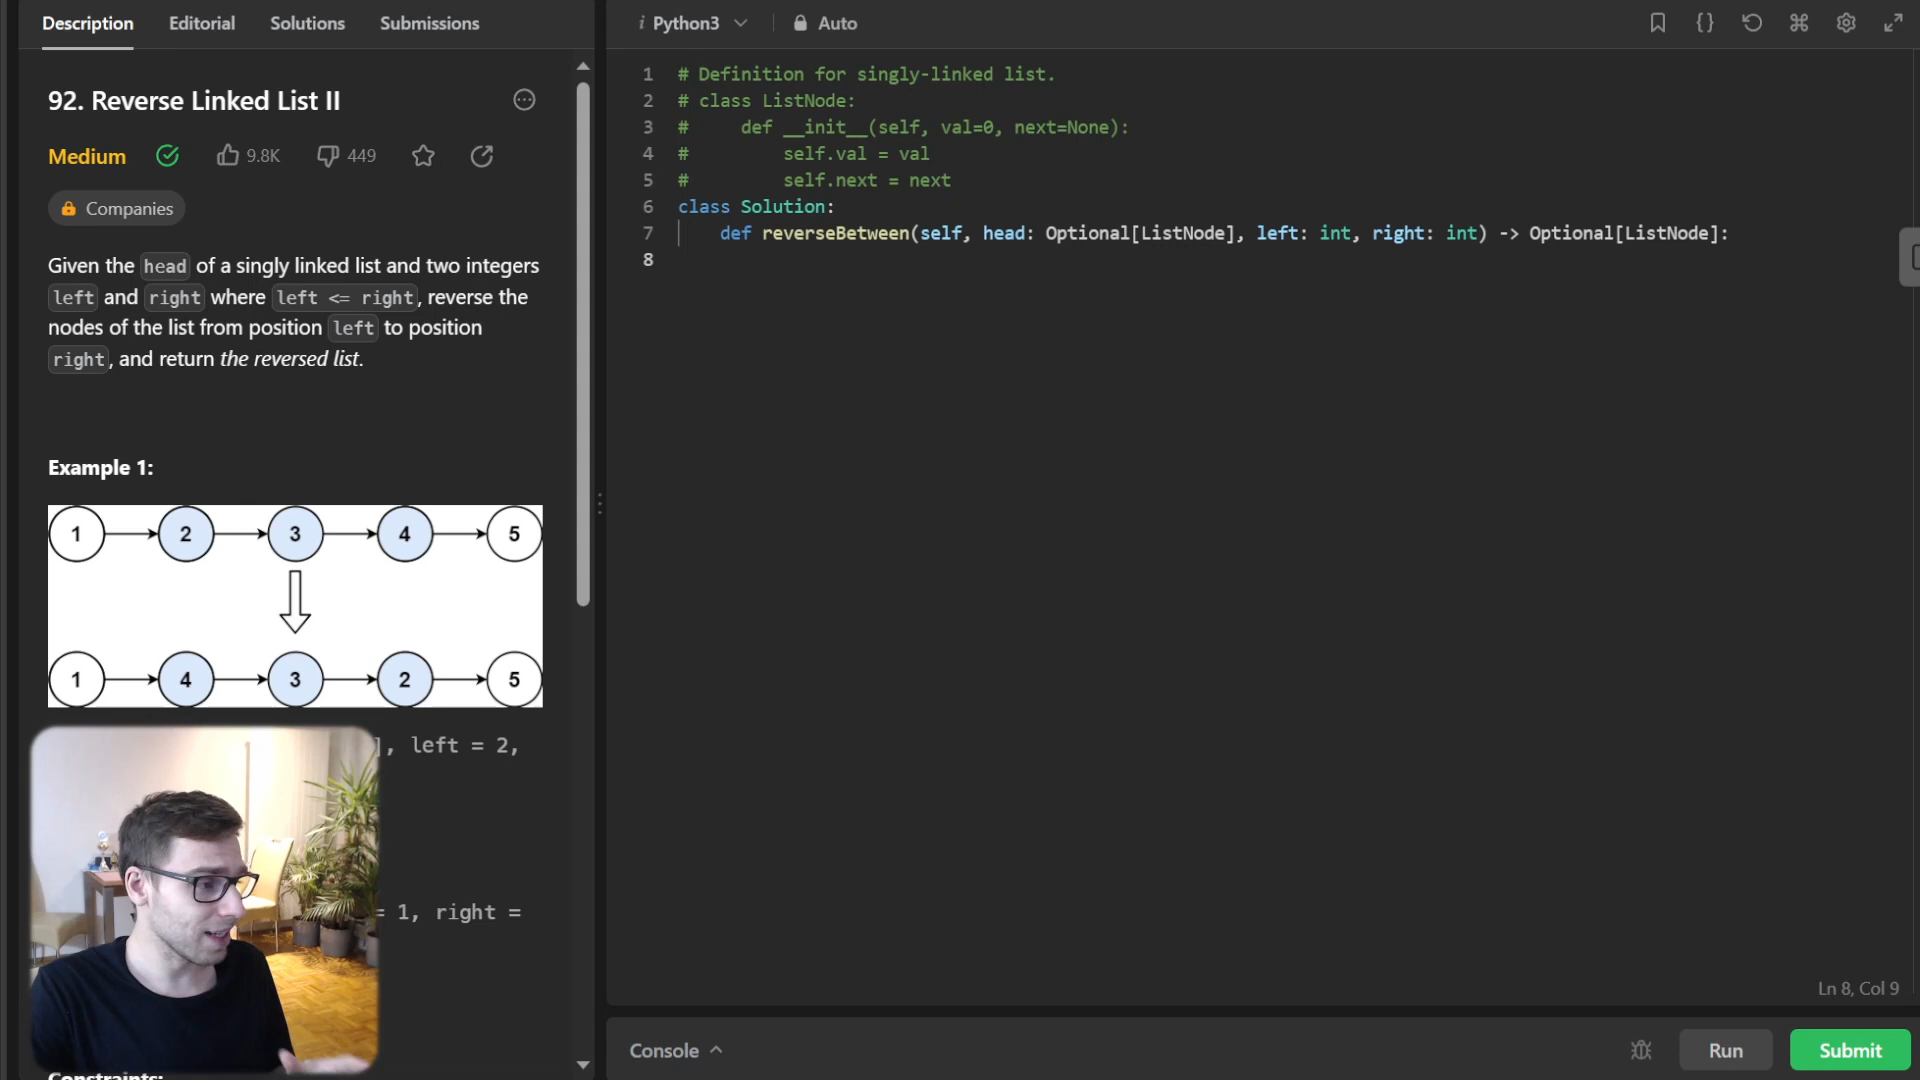 Description Editorial Solutions Submissions
92. Reverse Linked List II
Medium 9.8K 449
Companies
Given the head of a singly linked list and two integers
left and right where left <= right, reverse the
nodes of the list from position left to position
right, and return the reversed list.
Example 1:
1 2 3 4 5
1 4 3 2 5
], left = 2,
= 1, right =
Constraints:
Python3 Auto
1 # Definition for singly-linked list.
2 # class ListNode:
3 #     def __init__(self, val=0, next=None):
4 #         self.val = val
5 #         self.next = next
6 class Solution:
7     def reverseBetween(self, head: Optional[ListNode], left: int, right: int) -> Optional[ListNode]:
8
Ln 8, Col 9
Console Run Submit